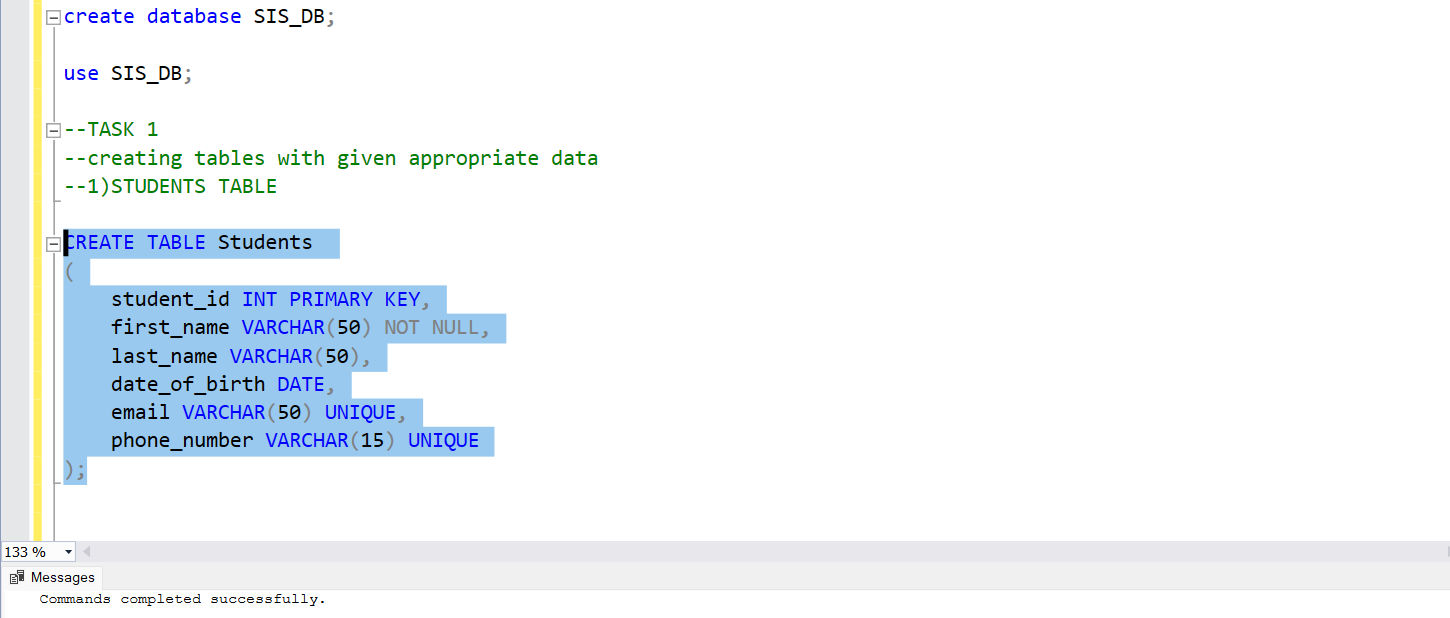 create database SIS_DB;
use SIS_DB;
--TASK 1
--creating tables with given appropriate data
--1)STUDENTS TABLE
CREATE TABLE Students
(
student_id INT PRIMARY KEY,
first_name VARCHAR(50) NOT NULL,
last_name VARCHAR(50),
date_of_birth DATE,
email VARCHAR(50) UNIQUE,
phone_number VARCHAR(15) UNIQUE
);
133 %
Messages
Commands completed successfully.